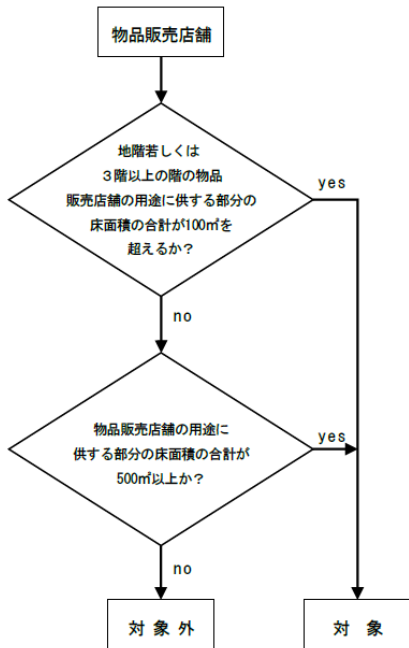 物品販売店舗
地階若しくは
３階以上の階の物品
販売店舗の用途に供する部分の
床面積の合計が100㎡を
超えるか？
yes
no
物品販売店舗の用途に
供する部分の床面積の合計が
500㎡以上か？
yes
no
対 象 外
対　象